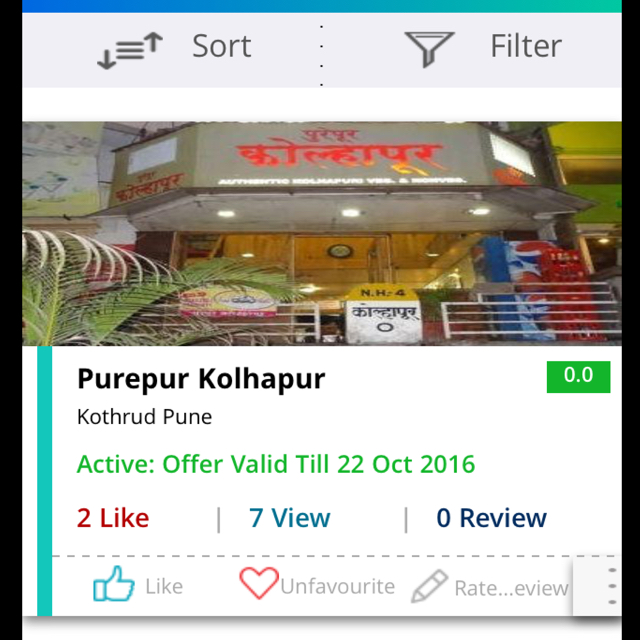 Sort
Filter
पुरेपूर
कोल्हापूर
कोल्हापूर
AUTHENTIC KOLHAPURI VEG. & NONVEG.
N.H.-4
कोल्हापूर
0
Purepur Kolhapur
0.0
Kothrud Pune
Active: Offer Valid Till 22 Oct 2016
2 Like | 7 View | 0 Review
Like
Unfavourite
Rate...eview